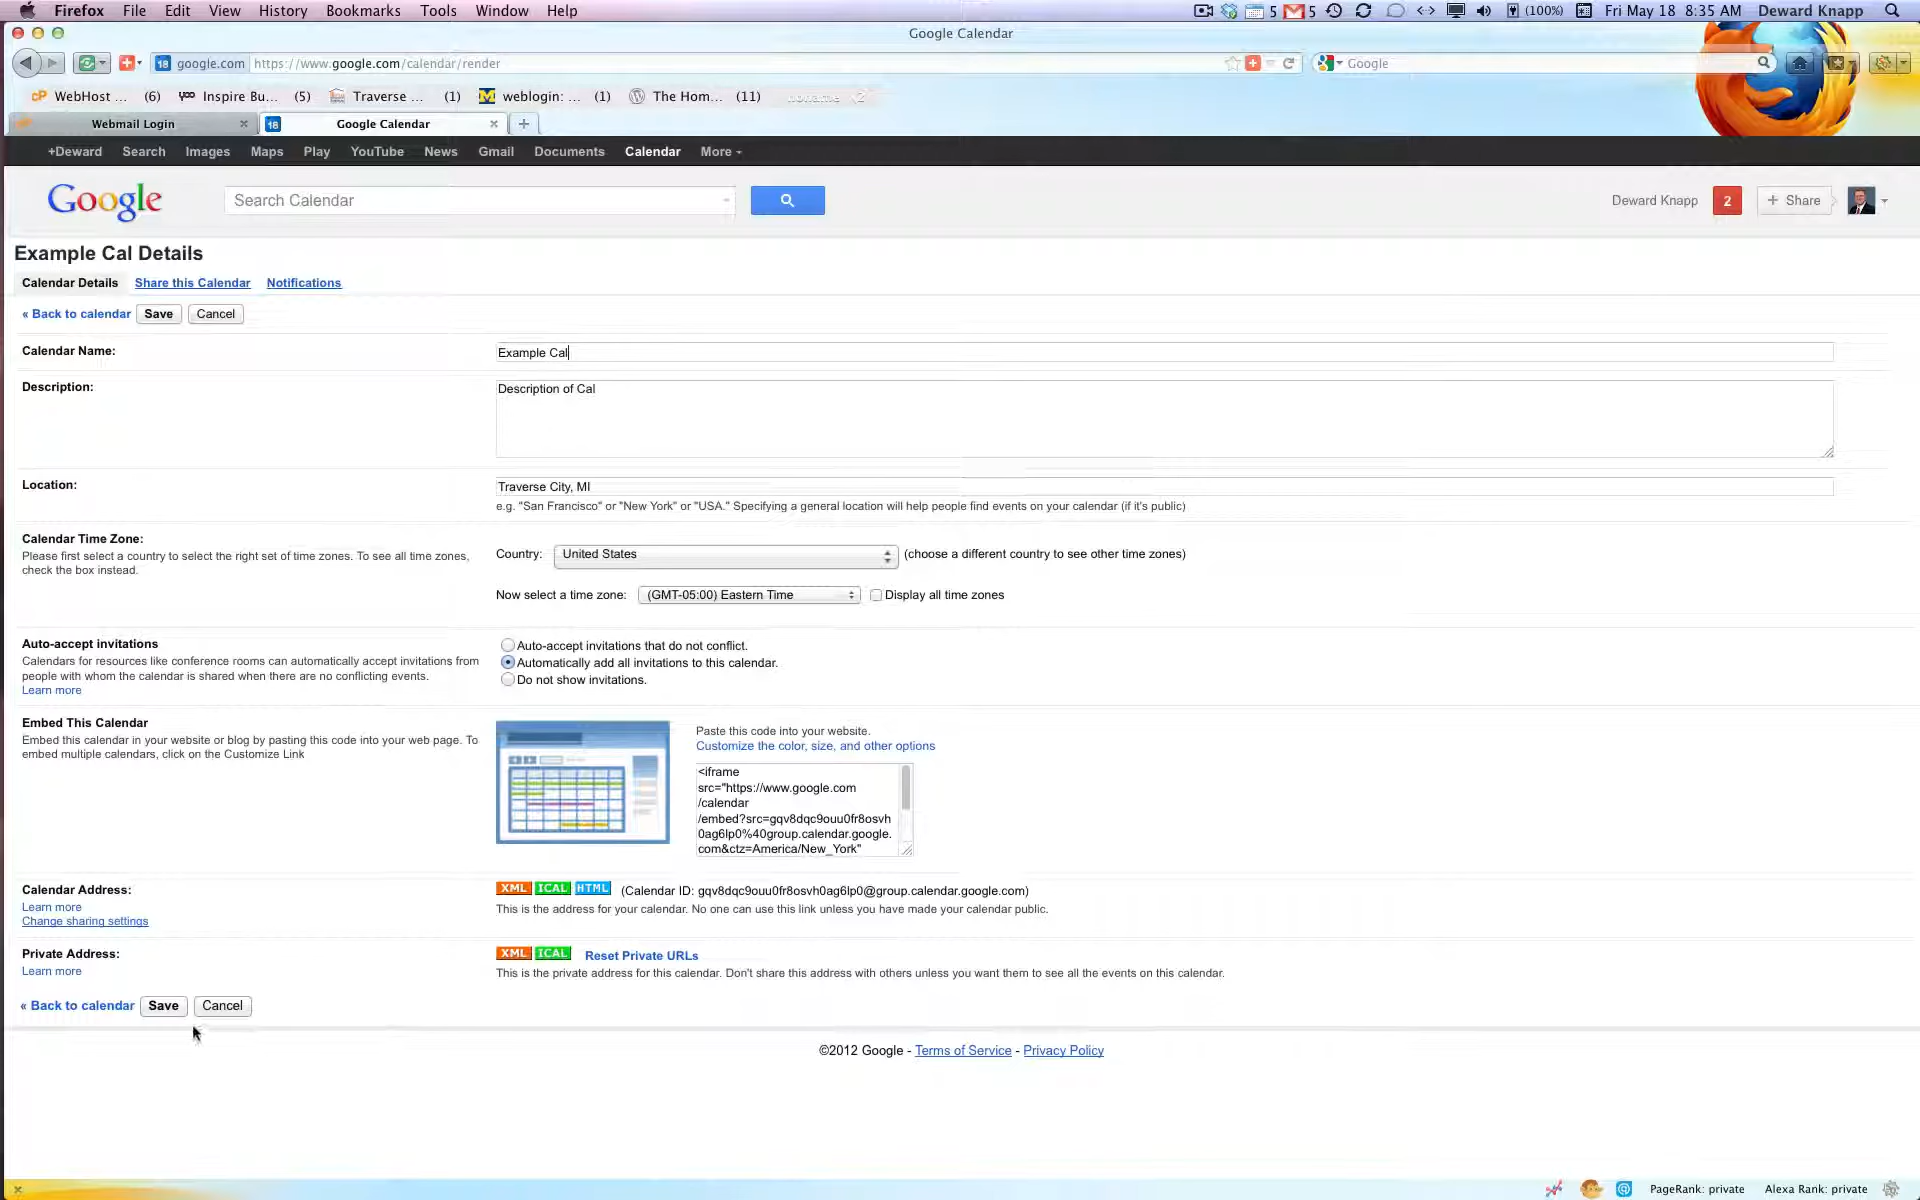 Firefox File Edit View History Bookmarks Tools Window Help 5 5 (100%) Fri May 18 8:35 AM Deward Knapp
Google Calendar
18 google.com https://www.google.com/calendar/render Google
cP WebHost ... (6) YOO Inspire Bu... (5) Traverse ... (1) M weblogin: ... (1) The Hom... (11)
Webmail Login 18 Google Calendar
+Deward Search Images Maps Play YouTube News Gmail Documents Calendar More
Google Search Calendar Deward Knapp 2 + Share
Example Cal Details
Calendar Details Share this Calendar Notifications
« Back to calendar Save Cancel
Calendar Name: Example Cal
Description: Description of Cal
Location: Traverse City, MI
e.g. "San Francisco" or "New York" or "USA." Specifying a general location will help people find events on your calendar (if it's public)
Calendar Time Zone:
Please first select a country to select the right set of time zones. To see all time zones,
check the box instead.
Country: United States (choose a different country to see other time zones)
Now select a time zone: (GMT-05:00) Eastern Time Display all time zones
Auto-accept invitations
Calendars for resources like conference rooms can automatically accept invitations from
people with whom the calendar is shared when there are no conflicting events.
Learn more
Auto-accept invitations that do not conflict.
Automatically add all invitations to this calendar.
Do not show invitations.
Embed This Calendar
Embed this calendar in your website or blog by pasting this code into your web page. To
embed multiple calendars, click on the Customize Link
Paste this code into your website.
Customize the color, size, and other options
<iframe
src="https://www.google.com
/calendar
/embed?src=gqv8dqc9ouu0fr8osvh
0ag6lp0%40group.calendar.google.
com&ctz=America/New_York"
Calendar Address:
Learn more
Change sharing settings
XML ICAL HTML (Calendar ID: gqv8dqc9ouu0fr8osvh0ag6lp0@group.calendar.google.com)
This is the address for your calendar. No one can use this link unless you have made your calendar public.
Private Address:
Learn more
XML ICAL Reset Private URLs
This is the private address for this calendar. Don't share this address with others unless you want them to see all the events on this calendar.
« Back to calendar Save Cancel
©2012 Google - Terms of Service - Privacy Policy
PageRank: private Alexa Rank: private